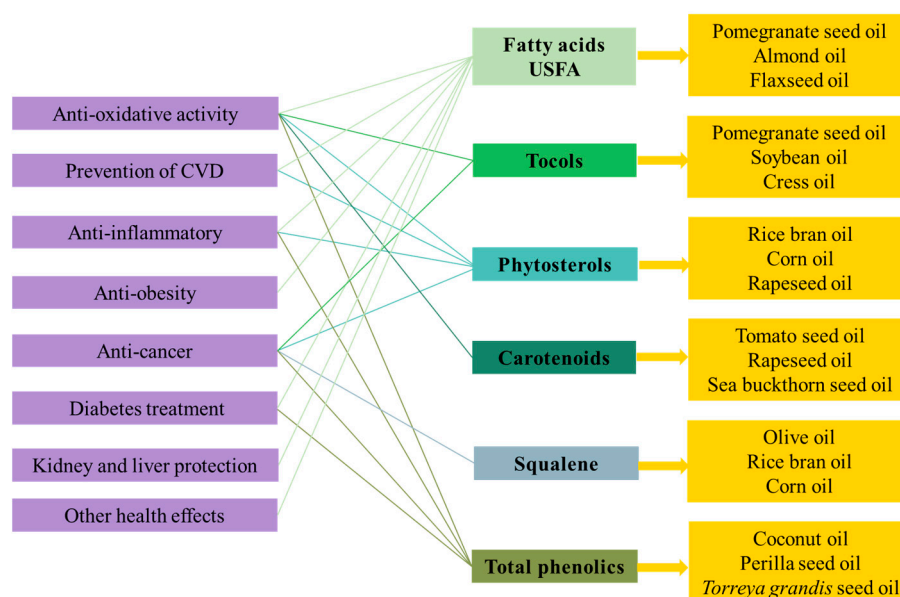 Anti-oxidative activity
Prevention of CVD
Anti-inflammatory
Anti-obesity
Anti-cancer
Diabetes treatment
Kidney and liver protection
Other health effects
Fatty acids
USFA
Tocols
Phytosterols
Carotenoids
Squalene
Total phenolics
Pomegranate seed oil
Almond oil
Flaxseed oil
Pomegranate seed oil
Soybean oil
Cress oil
Rice bran oil
Corn oil
Rapeseed oil
Tomato seed oil
Rapeseed oil
Sea buckthorn seed oil
Olive oil
Rice bran oil
Corn oil
Coconut oil
Perilla seed oil
Torreya grandis seed oil